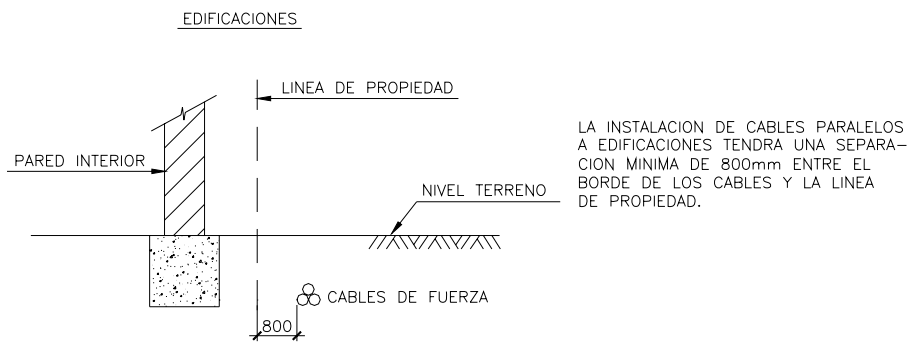 EDIFICACIONES
LINEA DE PROPIEDAD
LA INSTALACION DE CABLES PARALELOS
A EDIFICACIONES TENDRA UNA SEPARA-
CION MINIMA DE 800mm ENTRE EL
BORDE DE LOS CABLES Y LA LINEA
DE PROPIEDAD.
PARED INTERIOR
NIVEL TERRENO
CABLES DE FUERZA
800